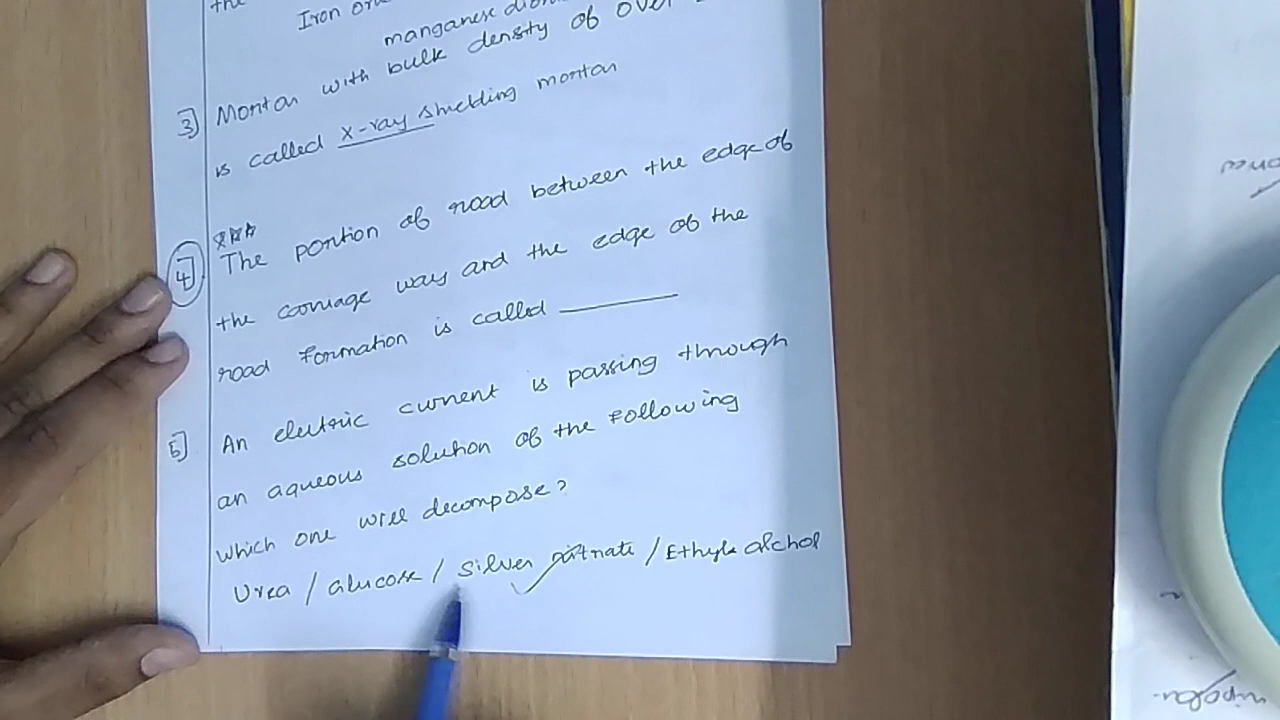 the
Iron
manganese
3] Mortar with bulk density of over
is called x-ray shielding mortar
4] The portion of road between the edge of
the carriage way and the edge of the
road formation is called ______
5] An electric current is passing through
an aqueous solution of the following
which one will decompose?
Urea / Glucose / Silver nitrate / Ethyle alchol